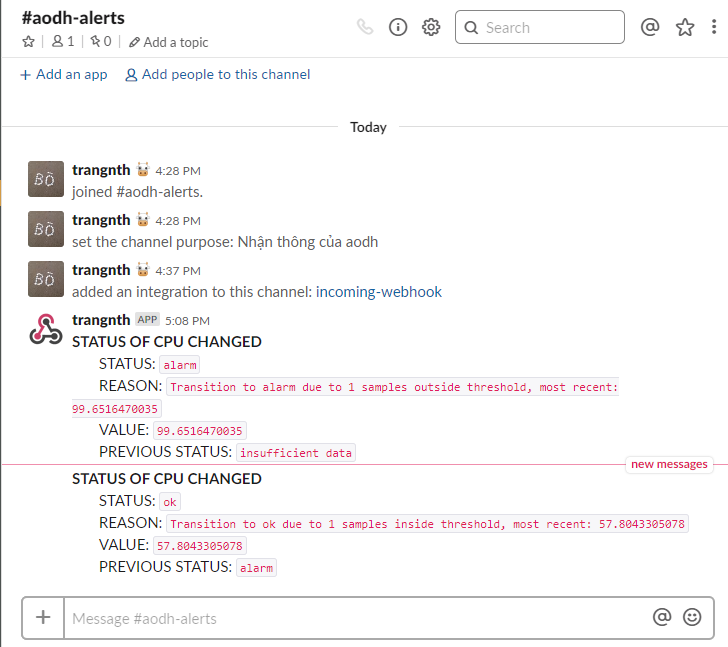 #aodh-alerts
1 0 Add a topic
Search
+ Add an app Add people to this channel
Today
BÒ
trangnth 4:28 PM
joined #aodh-alerts.
BÒ
trangnth 4:28 PM
set the channel purpose: Nhận thông của aodh
BÒ
trangnth 4:37 PM
added an integration to this channel: incoming-webhook
trangnth APP 5:08 PM
STATUS OF CPU CHANGED
STATUS: alarm
REASON: Transition to alarm due to 1 samples outside threshold, most recent:
99.6516470035
VALUE: 99.6516470035
PREVIOUS STATUS: insufficient data
new messages
STATUS OF CPU CHANGED
STATUS: ok
REASON: Transition to ok due to 1 samples inside threshold, most recent: 57.8043305078
VALUE: 57.8043305078
PREVIOUS STATUS: alarm
Message #aodh-alerts